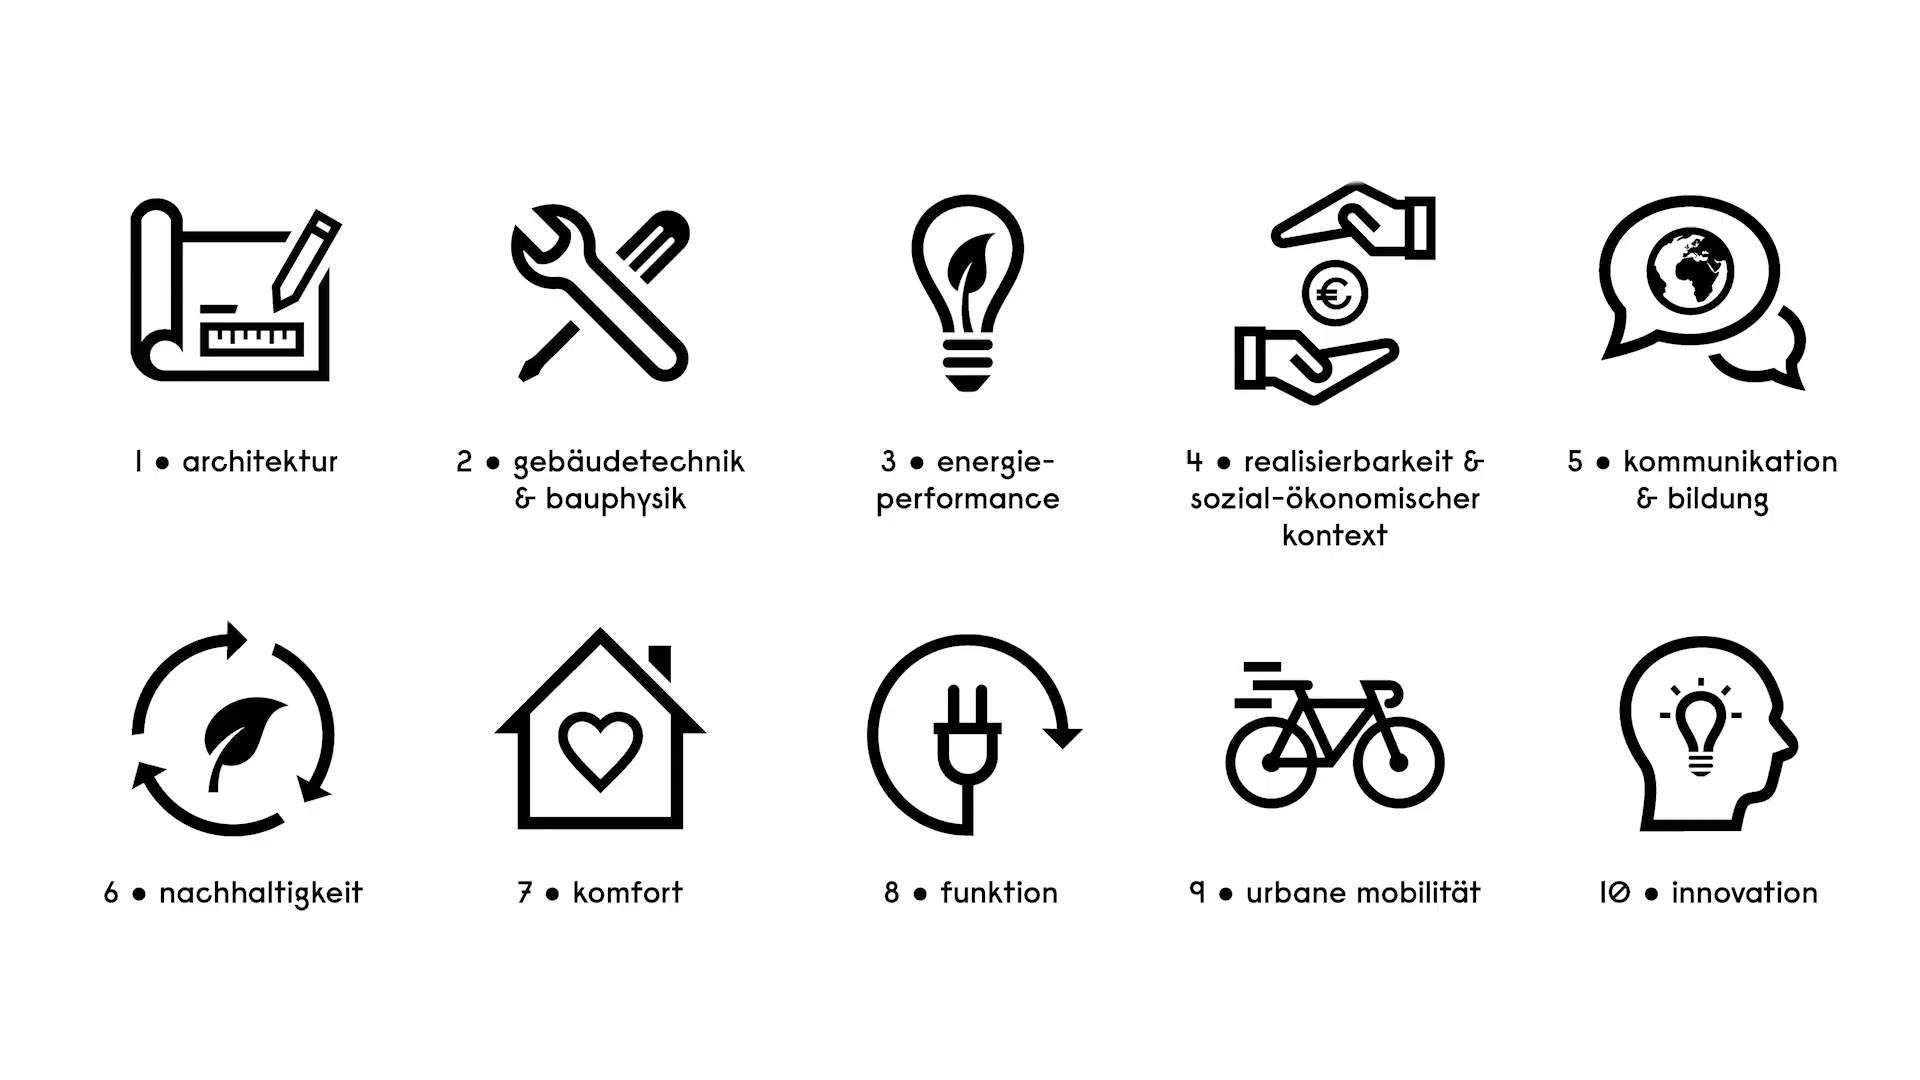 1 • architektur
2 • gebäudetechnik
& bauphysik
3 • energie-
performance
4 • realisierbarkeit &
sozial-ökonomischer
kontext
5 • kommunikation
& bildung
6 • nachhaltigkeit
7 • komfort
8 • funktion
9 • urbane mobilität
10 • innovation
€